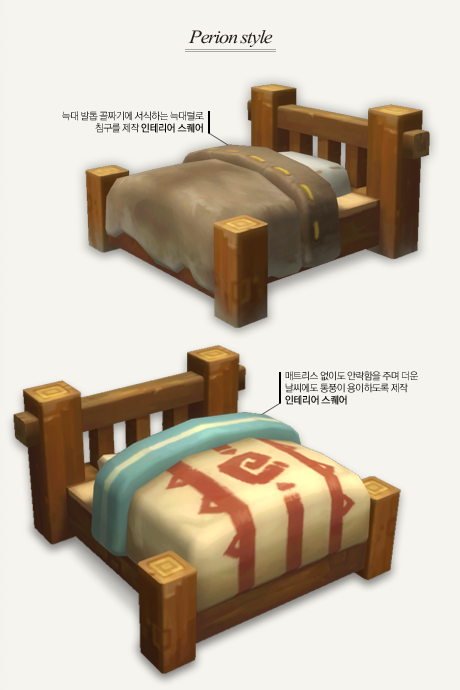 Perion style
늑대 발톱 골짜기에 서식하는 늑대털로
침구를 제작 인테리어 스퀘어
매트리스 없이도 안락함을 주며 더운
날씨에도 통풍이 용이하도록 제작
인테리어 스퀘어